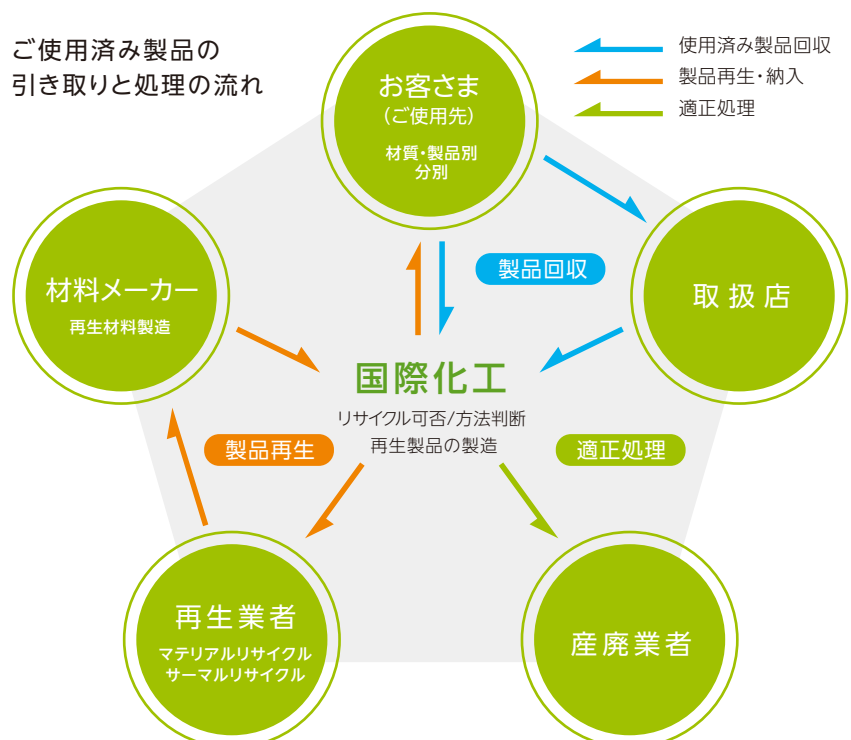 ご使用済み製品の
引き取りと処理の流れ
使用済み製品回収
製品再生・納入
適正処理
お客さま
(ご使用先)
材質・製品別
分別
製品回収
材料メーカー
再生材料製造
取扱店
国際化工
リサイクル可否/方法判断
再生製品の製造
製品再生
適正処理
再生業者
マテリアルリサイクル
サーマルリサイクル
産廃業者